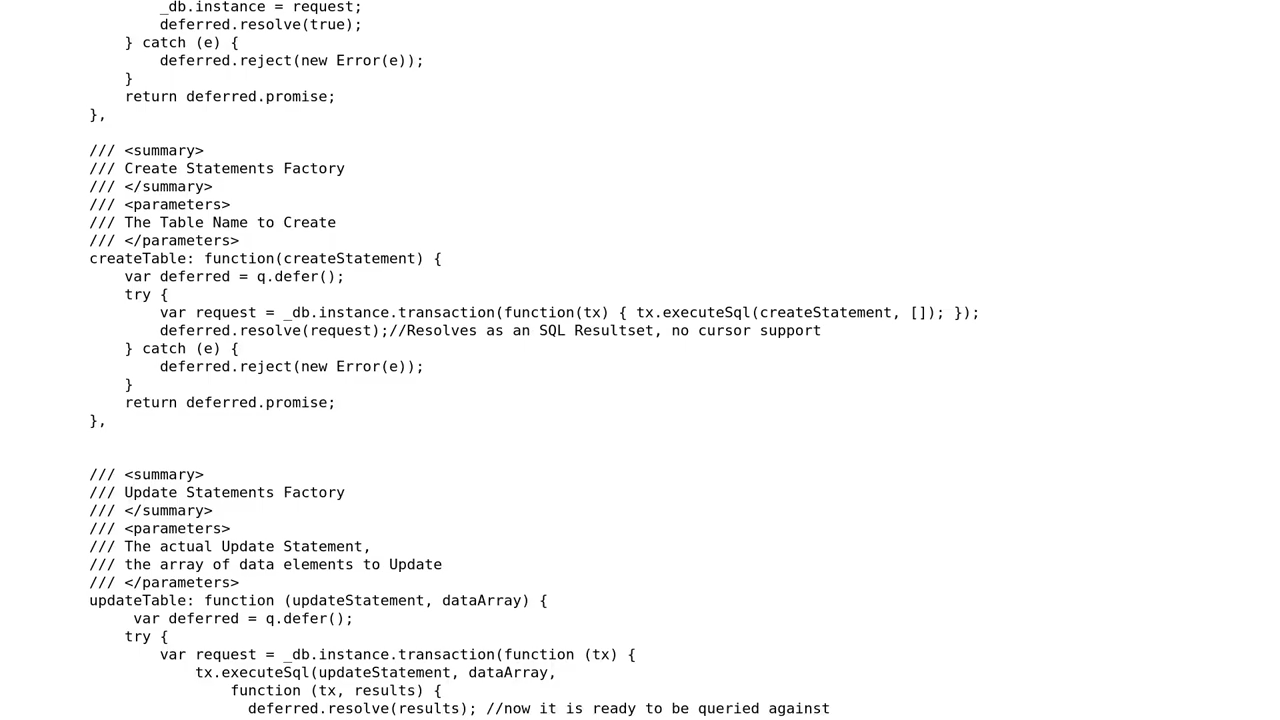 _db.instance = request;
deferred.resolve(true);
} catch (e) {
deferred.reject(new Error(e));
}
return deferred.promise;
},
/// <summary>
/// Create Statements Factory
/// </summary>
/// <parameters>
/// The Table Name to Create
/// </parameters>
createTable: function(createStatement) {
var deferred = q.defer();
try {
var request = _db.instance.transaction(function(tx) { tx.executeSql(createStatement, []); });
deferred.resolve(request);//Resolves as an SQL Resultset, no cursor support
} catch (e) {
deferred.reject(new Error(e));
}
return deferred.promise;
},
/// <summary>
/// Update Statements Factory
/// </summary>
/// <parameters>
/// The actual Update Statement,
/// the array of data elements to Update
/// </parameters>
updateTable: function (updateStatement, dataArray) {
var deferred = q.defer();
try {
var request = _db.instance.transaction(function (tx) {
tx.executeSql(updateStatement, dataArray,
function (tx, results) {
deferred.resolve(results); //now it is ready to be queried against